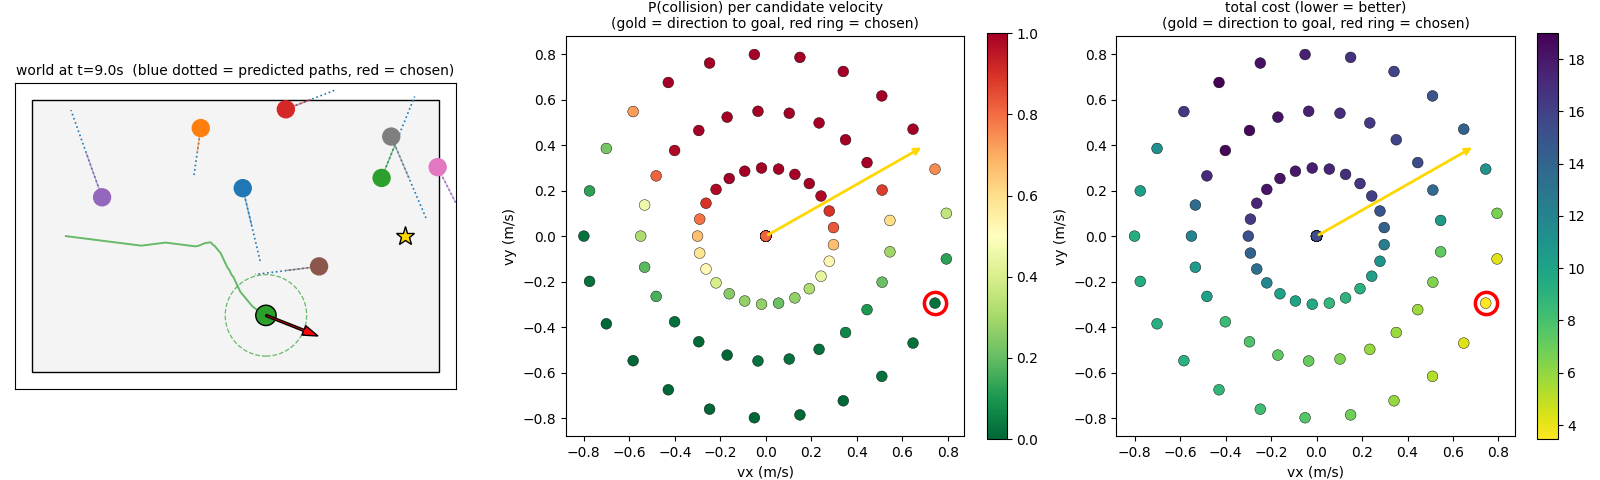 world at t=9.0s  (blue dotted = predicted paths, red = chosen)
P(collision) per candidate velocity
(gold = direction to goal, red ring = chosen)
0.8
0.6
0.4
0.2
0.0
−0.2
−0.4
−0.6
−0.8
vy (m/s)
−0.8 −0.6 −0.4 −0.2 0.0 0.2 0.4 0.6 0.8
vx (m/s)
1.0
0.8
0.6
0.4
0.2
0.0
total cost (lower = better)
(gold = direction to goal, red ring = chosen)
0.8
0.6
0.4
0.2
0.0
−0.2
−0.4
−0.6
−0.8
vy (m/s)
−0.8 −0.6 −0.4 −0.2 0.0 0.2 0.4 0.6 0.8
vx (m/s)
18
16
14
12
10
8
6
4